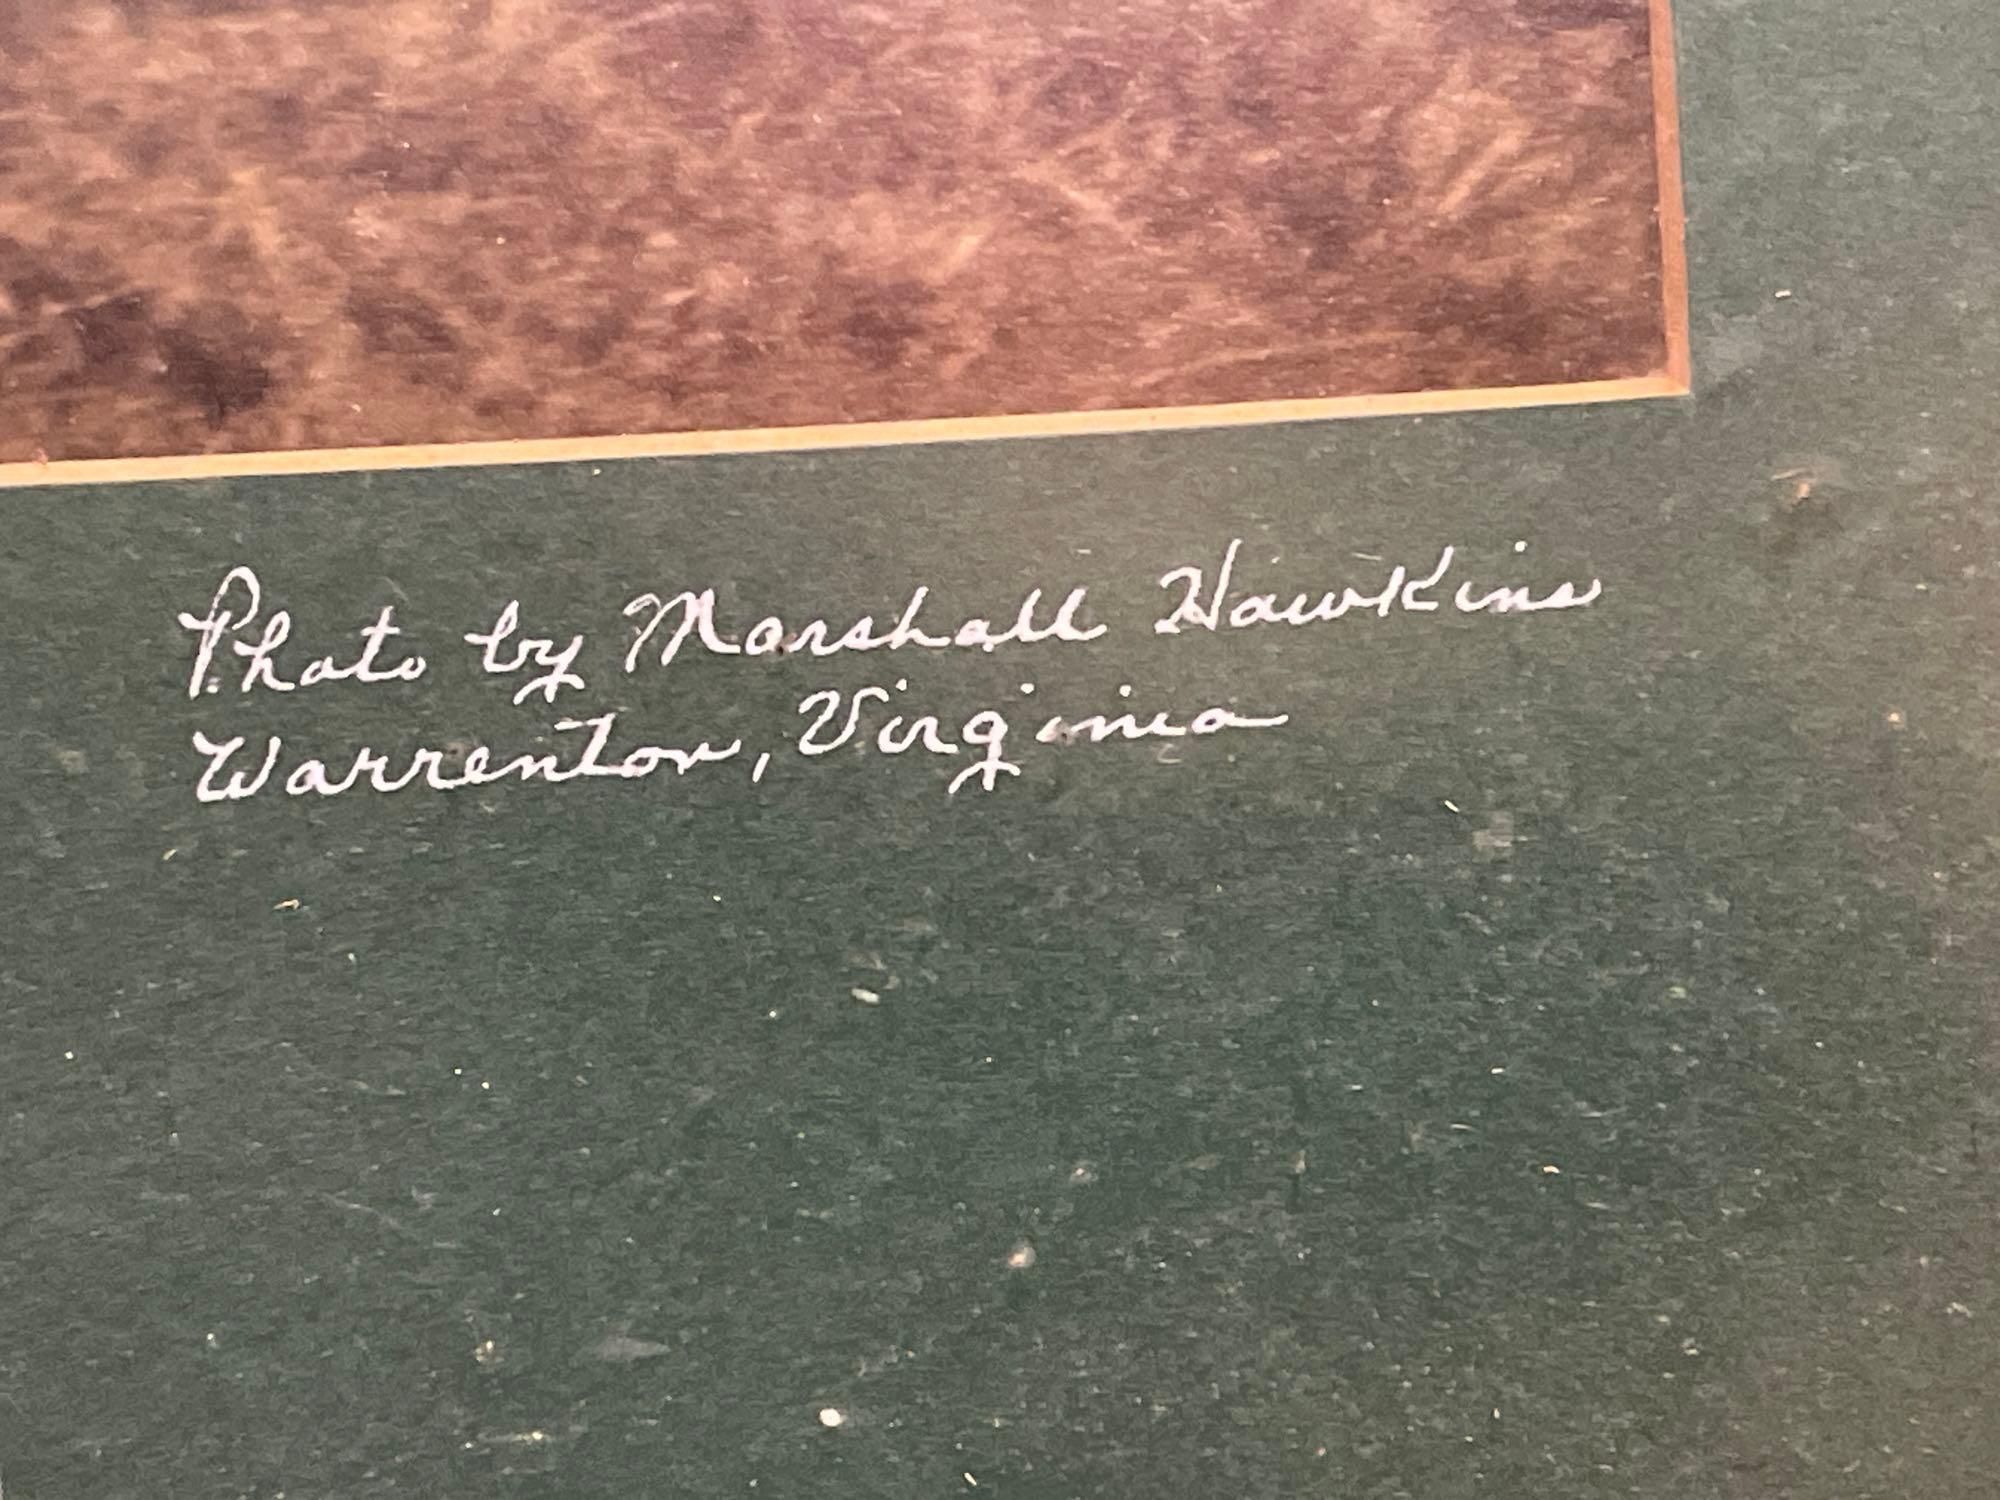 Photo by Marshall Hawkins
Warrenton, Virginia